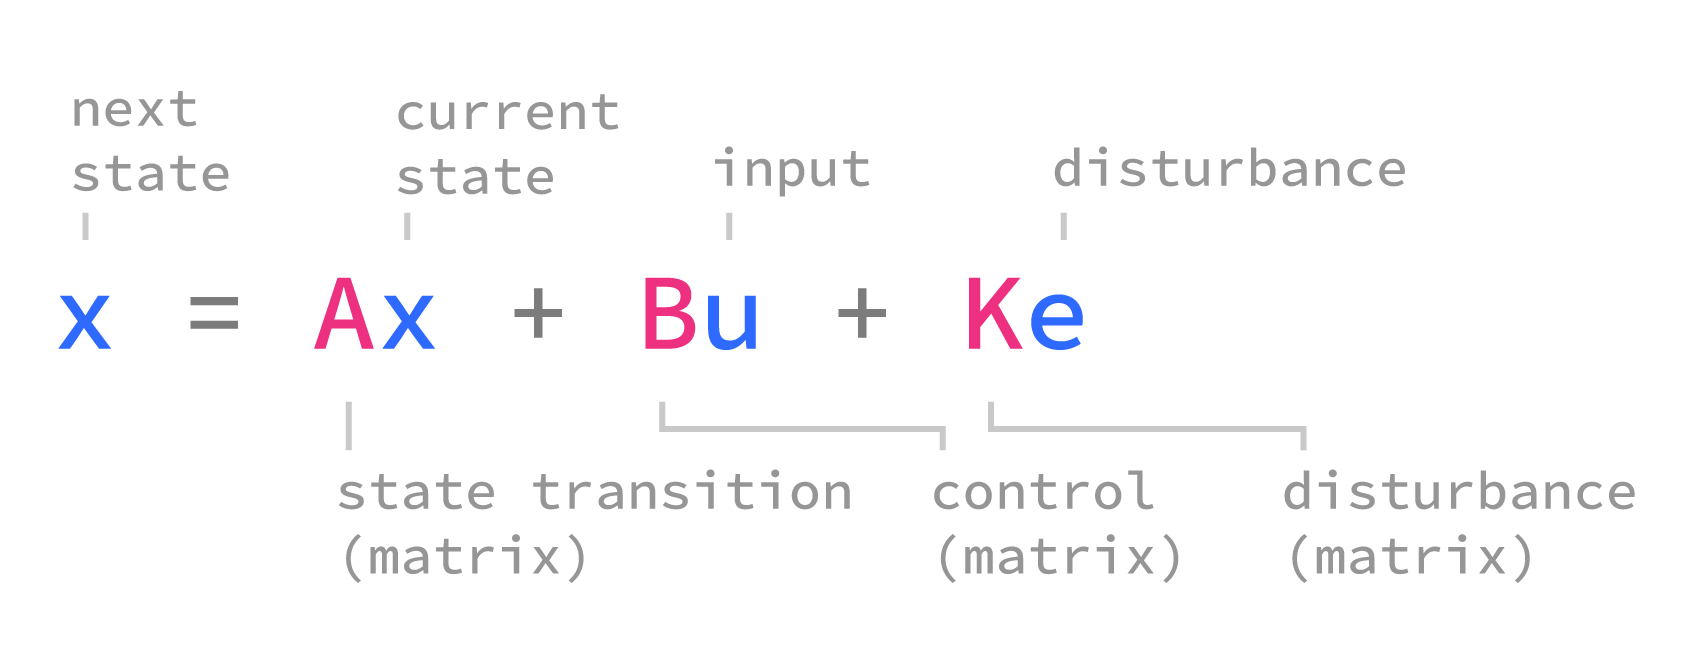 next
state
current
state
input
disturbance
x = Ax + Bu + Ke
state transition
(matrix)
control
(matrix)
disturbance
(matrix)